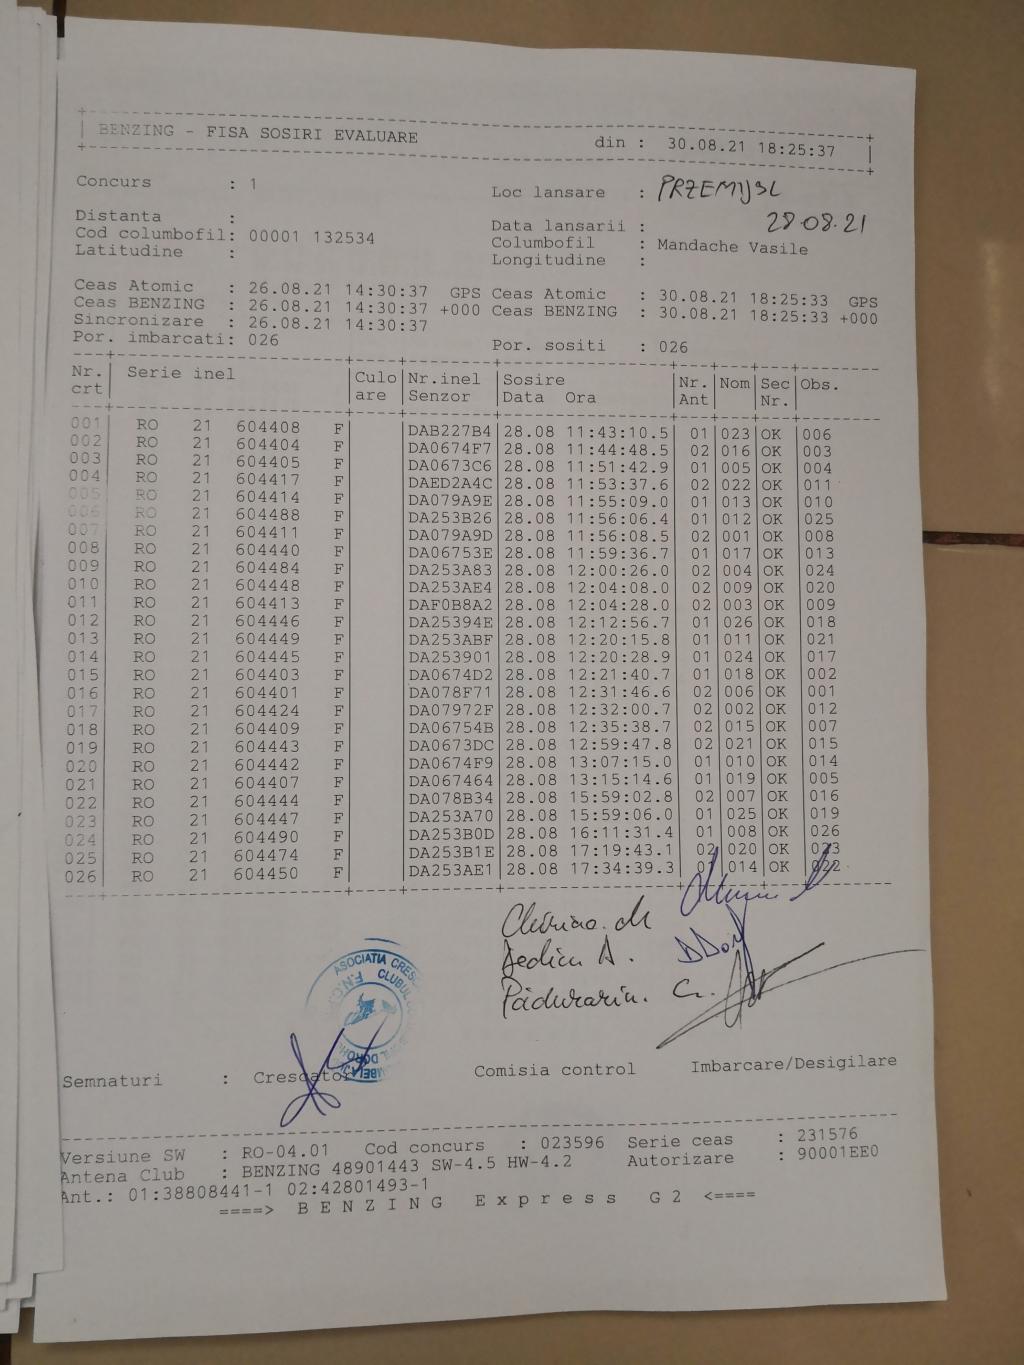 BENZING - FISA SOSIRI EVALUARE din : 30.08.21 18:25:37
Concurs : 1 Loc lansare : PRZEMYSL
Distanta : Data lansarii : 28.08.21
Cod columbofil: 00001 132534 Columbofil : Mandache Vasile
Latitudine : Longitudine :
Ceas Atomic : 26.08.21 14:30:37 GPS Ceas Atomic : 30.08.21 18:25:33 GPS
Ceas BENZING : 26.08.21 14:30:37 +000 Ceas BENZING : 30.08.21 18:25:33 +000
Sincronizare : 26.08.21 14:30:37
Por. imbarcati: 026 Por. sositi : 026
Nr. Serie inel Culo Nr.inel Sosire Nr. Nom Sec Obs.
crt are Senzor Data Ora Ant Nr.
001 RO 21 604408 F DAB227B4 28.08 11:43:10.5 01 023 OK 006
002 RO 21 604404 F DA0674F7 28.08 11:44:48.5 02 016 OK 003
003 RO 21 604405 F DA0673C6 28.08 11:51:42.9 01 005 OK 004
004 RO 21 604417 F DAED2A4C 28.08 11:53:37.6 02 022 OK 011
005 RO 21 604414 F DA079A9E 28.08 11:55:09.0 01 013 OK 010
006 RO 21 604488 F DA253B26 28.08 11:56:06.4 01 012 OK 025
007 RO 21 604411 F DA079A9D 28.08 11:56:08.5 02 001 OK 008
008 RO 21 604440 F DA06753E 28.08 11:59:36.7 01 017 OK 013
009 RO 21 604484 F DA253A83 28.08 12:00:26.0 02 004 OK 024
010 RO 21 604448 F DA253AE4 28.08 12:04:08.0 02 009 OK 020
011 RO 21 604413 F DAF0B8A2 28.08 12:04:28.0 02 003 OK 009
012 RO 21 604446 F DA25394E 28.08 12:12:56.7 01 026 OK 018
013 RO 21 604449 F DA253ABF 28.08 12:20:15.8 01 011 OK 021
014 RO 21 604445 F DA253901 28.08 12:20:28.9 01 024 OK 017
015 RO 21 604403 F DA0674D2 28.08 12:21:40.7 01 018 OK 002
016 RO 21 604401 F DA078F71 28.08 12:31:46.6 02 006 OK 001
017 RO 21 604424 F DA07972F 28.08 12:32:00.7 02 002 OK 012
018 RO 21 604409 F DA06754B 28.08 12:35:38.7 02 015 OK 007
019 RO 21 604443 F DA0673DC 28.08 12:59:47.8 02 021 OK 015
020 RO 21 604442 F DA0674F9 28.08 13:07:15.0 01 010 OK 014
021 RO 21 604407 F DA067464 28.08 13:15:14.6 01 019 OK 005
022 RO 21 604444 F DA078B34 28.08 15:59:02.8 02 007 OK 016
023 RO 21 604447 F DA253A70 28.08 15:59:06.0 01 025 OK 019
024 RO 21 604490 F DA253B0D 28.08 16:11:31.4 01 008 OK 026
025 RO 21 604474 F DA253B1E 28.08 17:19:43.1 02 020 OK 023
026 RO 21 604450 F DA253AE1 28.08 17:34:39.3 01 014 OK 022
ASOCIATIA CLUBUL
Semnaturi : Crescator Comisia control Imbarcare/Desigilare
Versiune SW : RO-04.01 Cod concurs : 023596 Serie ceas : 231576
Antena Club : BENZING 48901443 SW-4.5 HW-4.2 Autorizare : 90001EE0
Ant.: 01:38808441-1 02:42801493-1
====> BENZING Express G2 <====